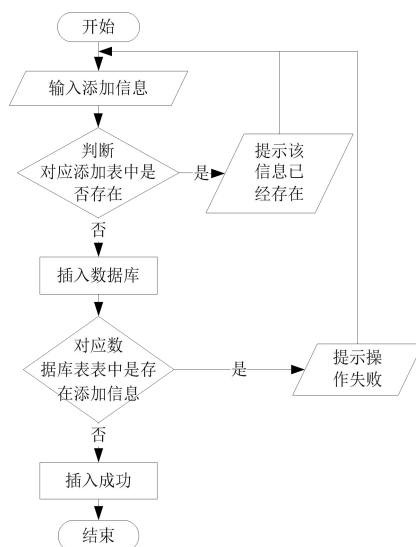 开始
输入添加信息
判断
对应添加表中是
否存在
是
提示该
信息已
经存在
否
插入数据库
对应数
据库表表中是存
在添加信息
是
提示操
作失败
否
插入成功
结束